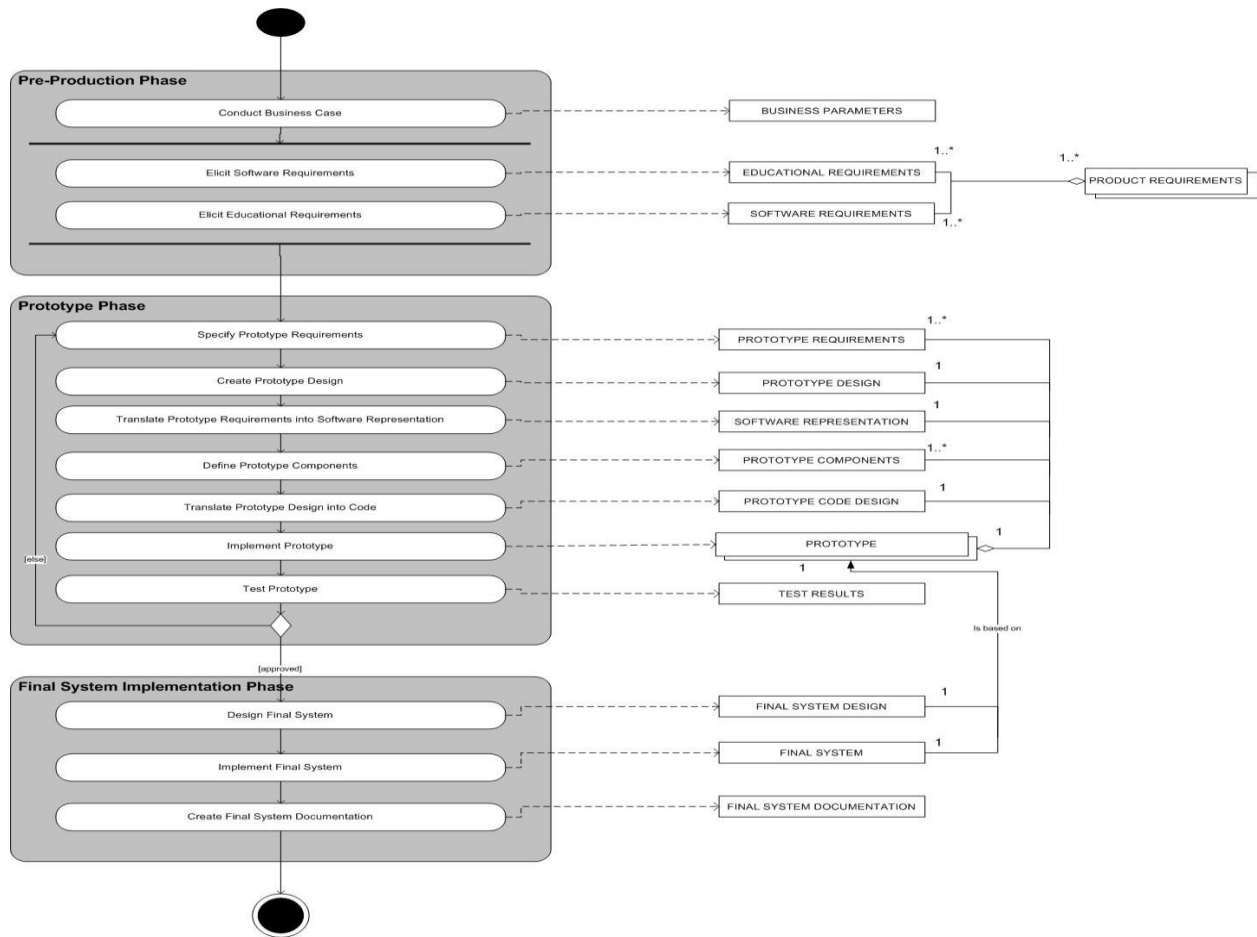 Pre-Production Phase
Conduct Business Case
BUSINESS PARAMETERS
1..*
1..*
Elicit Software Requirements
EDUCATIONAL REQUIREMENTS
PRODUCT REQUIREMENTS
Elicit Educational Requirements
SOFTWARE REQUIREMENTS
1..*
Prototype Phase
1..*
Specify Prototype Requirements
PROTOTYPE REQUIREMENTS
1
Create Prototype Design
PROTOTYPE DESIGN
1
Translate Prototype Requirements into Software Representation
SOFTWARE REPRESENTATION
1..*
Define Prototype Components
PROTOTYPE COMPONENTS
1
Translate Prototype Design into Code
PROTOTYPE CODE DESIGN
1
Implement Prototype
PROTOTYPE
[else]
1
Test Prototype
TEST RESULTS
Is based on
[approved]
Final System Implementation Phase
1
Design Final System
FINAL SYSTEM DESIGN
1
Implement Final System
FINAL SYSTEM
Create Final System Documentation
FINAL SYSTEM DOCUMENTATION